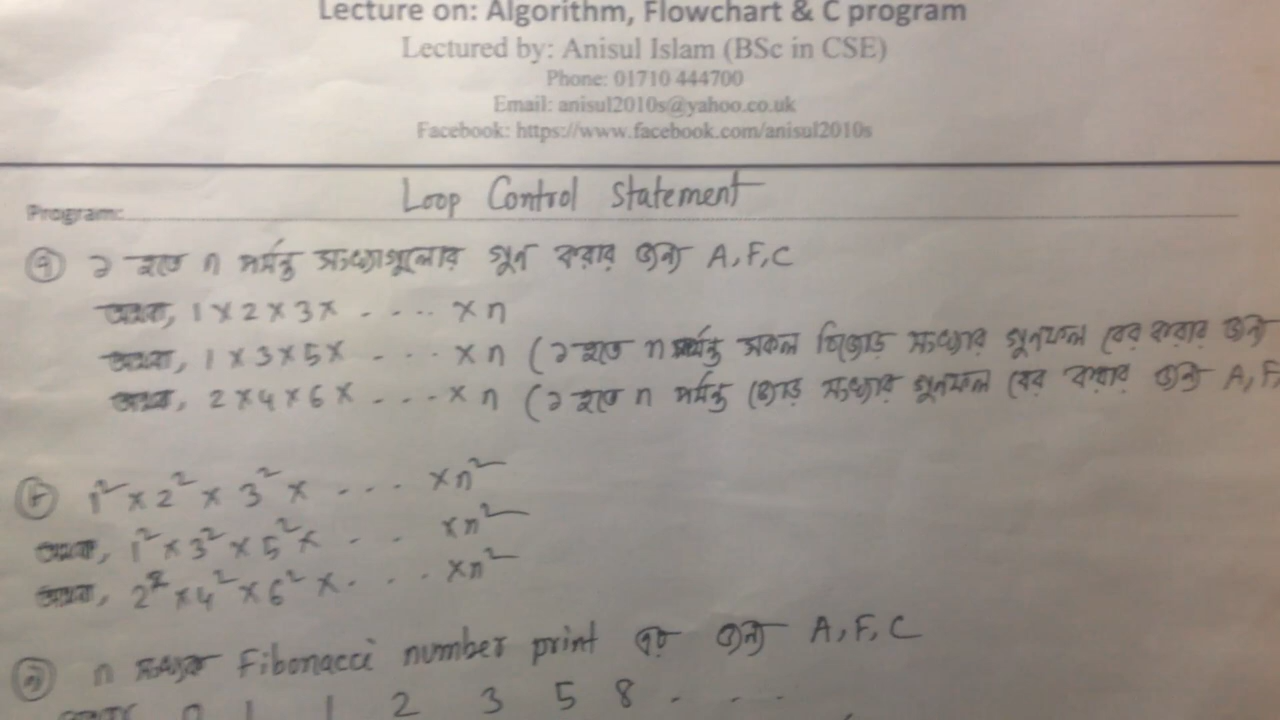 Lecture on: Algorithm, Flowchart & C program
Lectured by: Anisul Islam (BSc in CSE)
Phone: 01710 444700
Email: anisul2010s@yahoo.co.uk
Facebook: https://www.facebook.com/anisul2010s
Program: Loop Control Statement
৭ ১ হতে n পর্যন্ত সংখ্যাগুলোর গুন করার জন্য A,F,C
অথবা, 1 x 2 x 3 x . . . . x n
অথবা, 1 x 3 x 5 x . . . x n (১ হতে n পর্যন্ত সকল বিজোড় সংখ্যার গুনফল বের করার জন্য
অথবা, 2 x 4 x 6 x . . . . x n (১ হতে n পর্যন্ত জোড় সংখ্যার গুনফল বের করার জন্য A, F,
৮ 1² x 2² x 3² x . . . . x n²
অথবা, 1² x 3² x 5² x . . x n²
অথবা, 2² x 4² x 6² x . . . . x n²
৯ n Fibonacci number print এর জন্য A, F, C
0 1 1 2 3 5 8 . . .